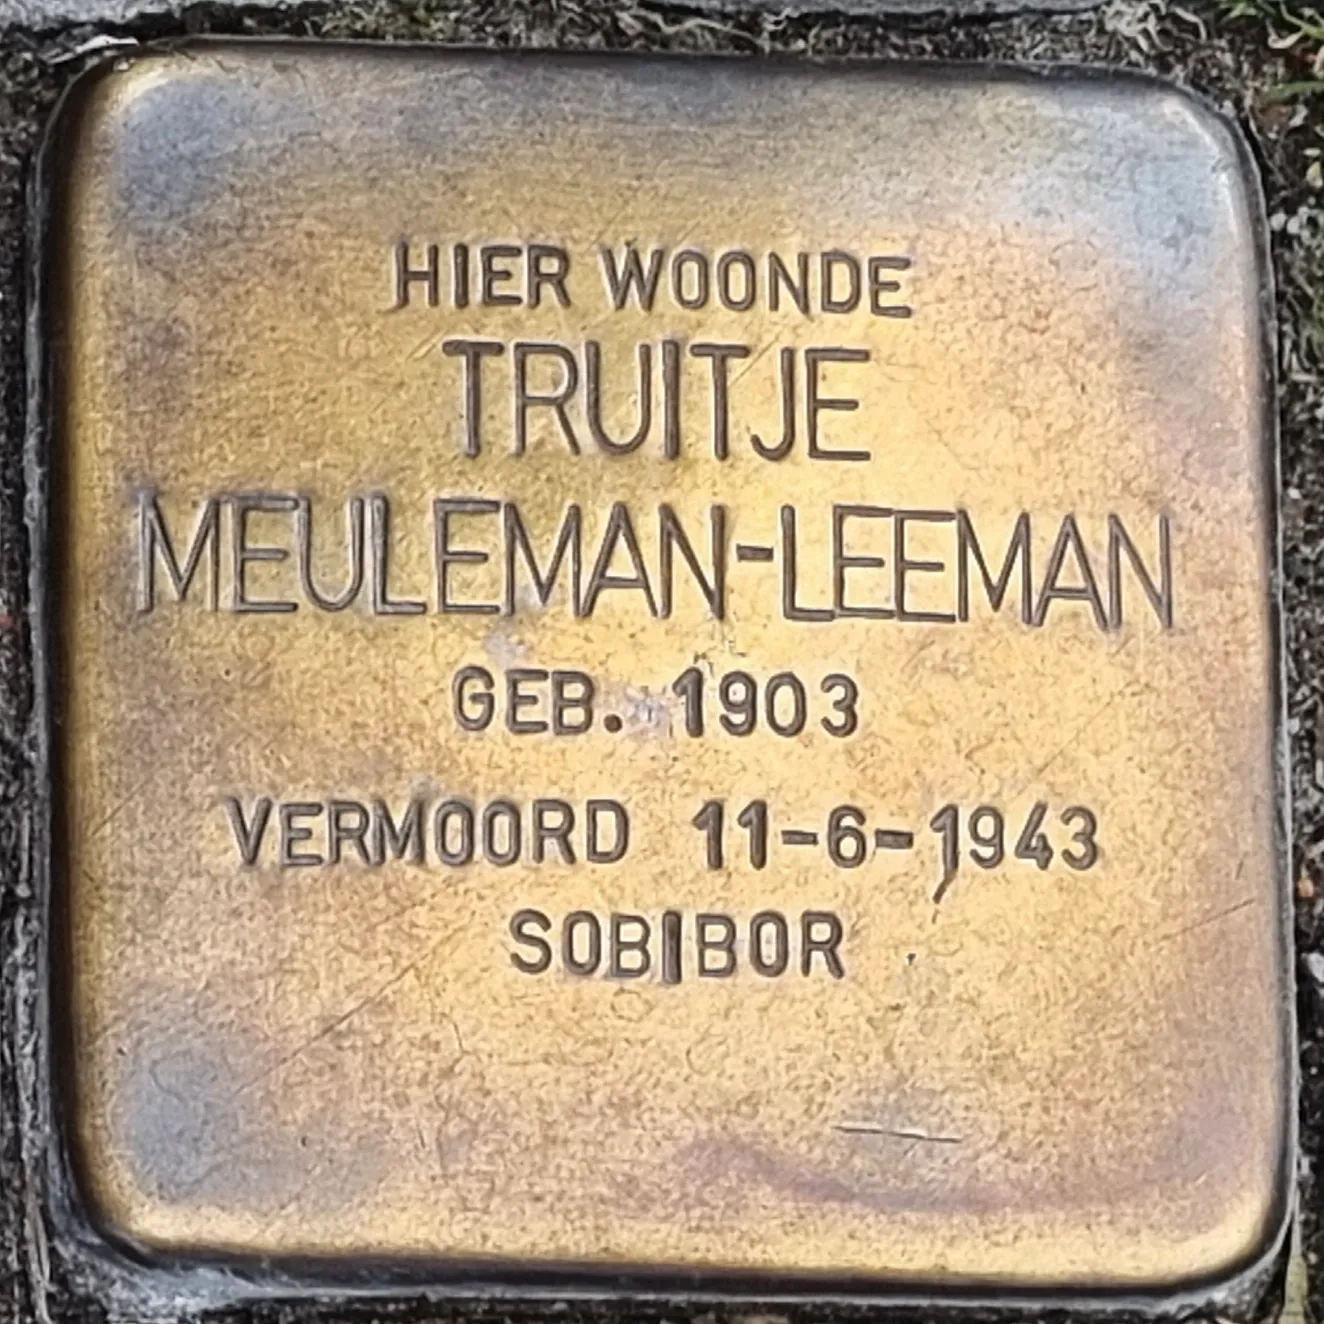 HIER WOONDE
TRUITJE
MEULEMAN-LEEMAN
GEB. 1903
VERMOORD 11-6-1943
SOBIBOR